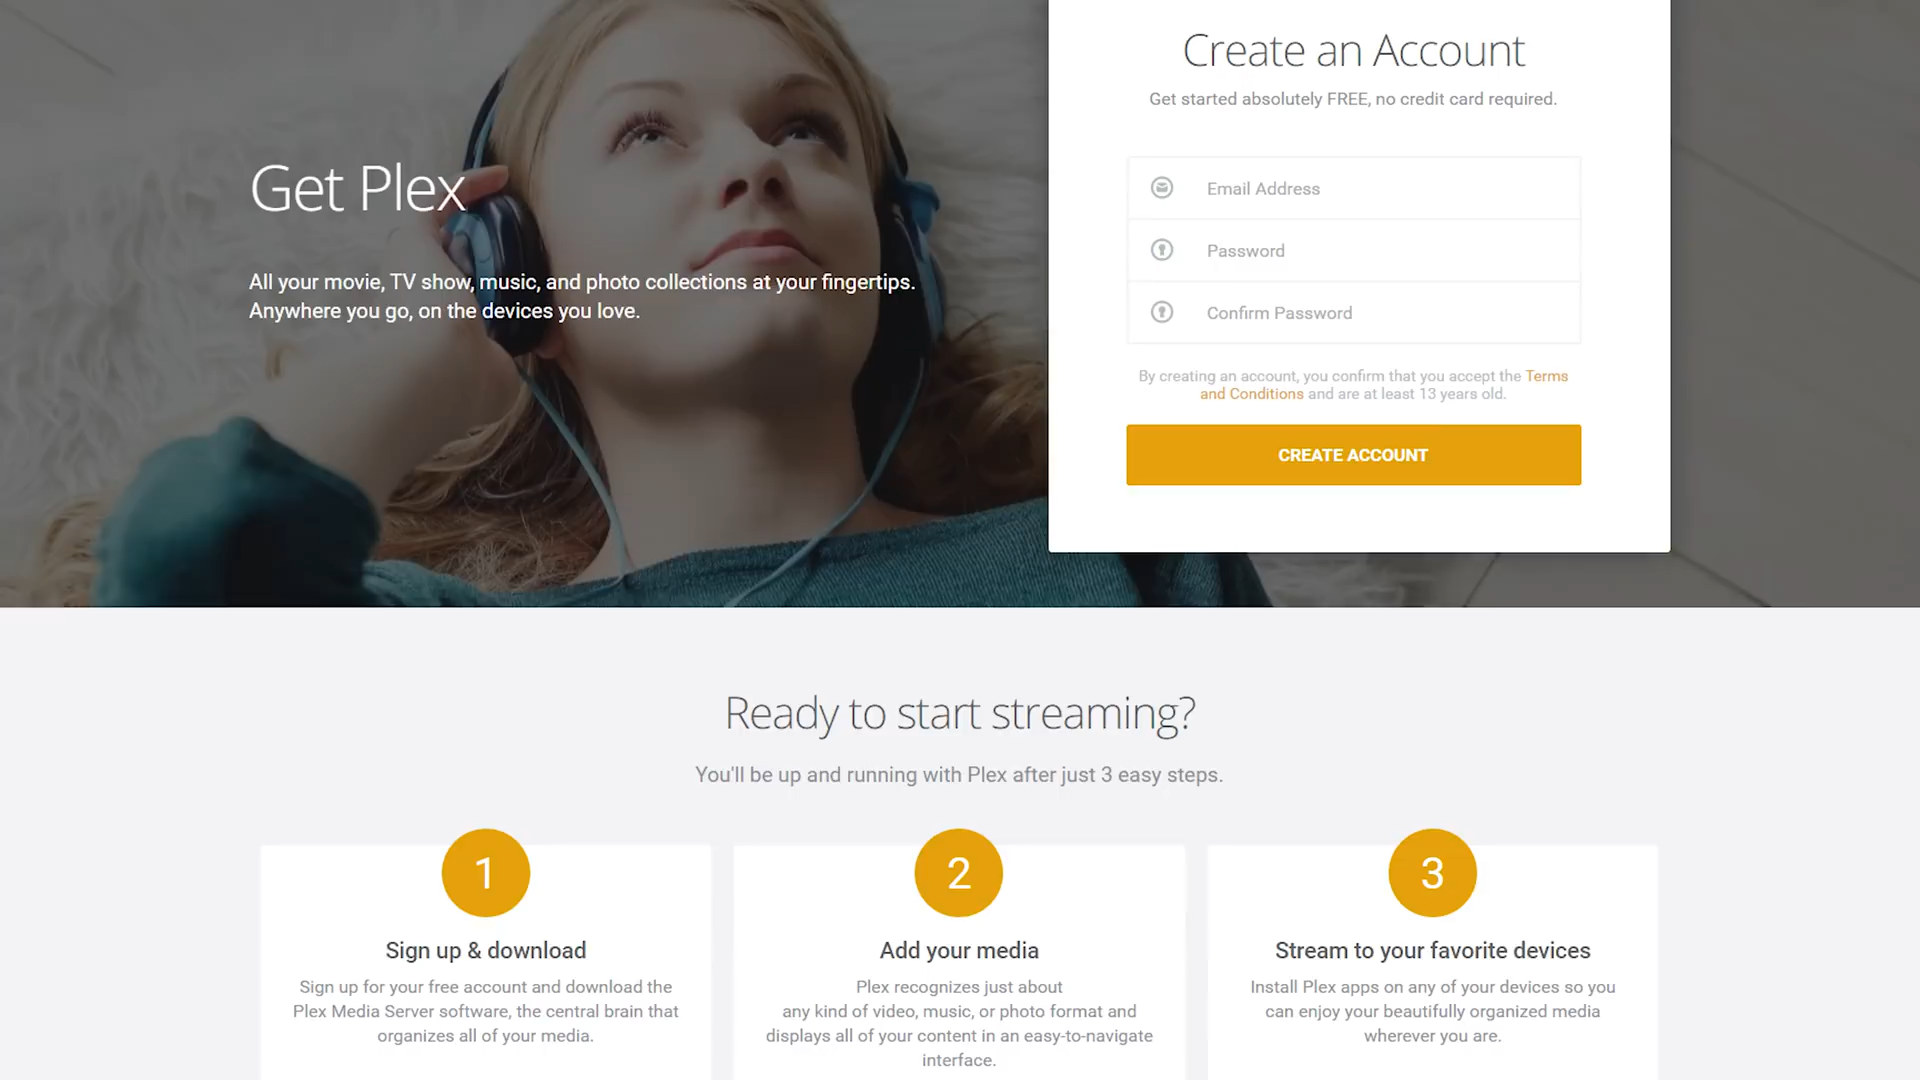 Get Plex
All your movie, TV show, music, and photo collections at your fingertips.
Anywhere you go, on the devices you love.
Create an Account
Get started absolutely FREE, no credit card required.
Email Address
Password
Confirm Password
By creating an account, you confirm that you accept the Terms
and Conditions and are at least 13 years old.
CREATE ACCOUNT
Ready to start streaming?
You'll be up and running with Plex after just 3 easy steps.
1
Sign up & download
Sign up for your free account and download the
Plex Media Server software, the central brain that
organizes all of your media.
2
Add your media
Plex recognizes just about
any kind of video, music, or photo format and
displays all of your content in an easy-to-navigate
interface.
3
Stream to your favorite devices
Install Plex apps on any of your devices so you
can enjoy your beautifully organized media
wherever you are.